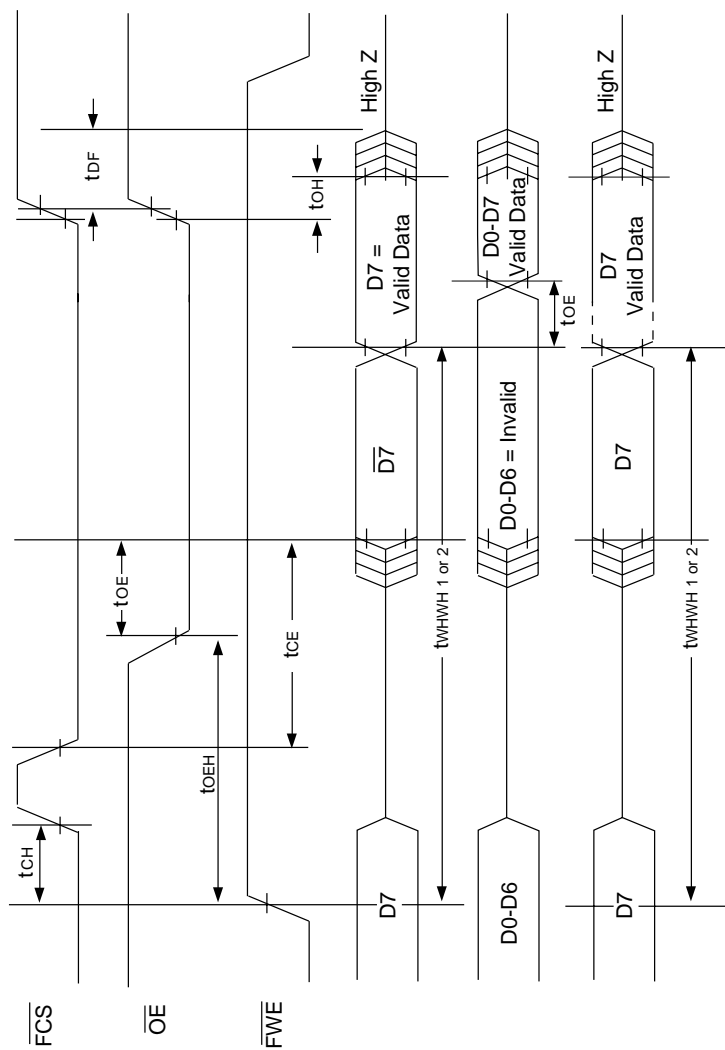 FCS
tCH
tDF
OE
tOE
tCE
tOEH
tOH
FWE
D7
D7
D7 =
Valid Data
High Z
tWHWH 1 or 2
D0-D6
D0-D6 = Invalid
D0-D7
Valid Data
tOE
D7
D7
D7
Valid Data
High Z
tWHWH 1 or 2